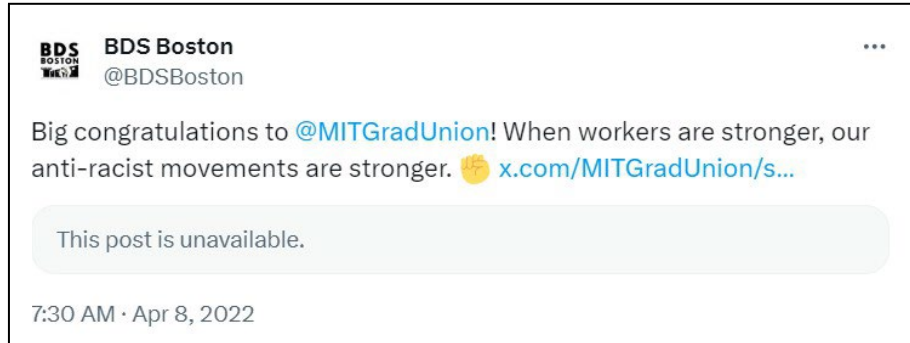 BDS Boston
@BDSBoston
BDS
BOSTON
Big congratulations to @MITGradUnion! When workers are stronger, our
anti-racist movements are stronger. ✊ x.com/MITGradUnion/s...
This post is unavailable.
7:30 AM · Apr 8, 2022